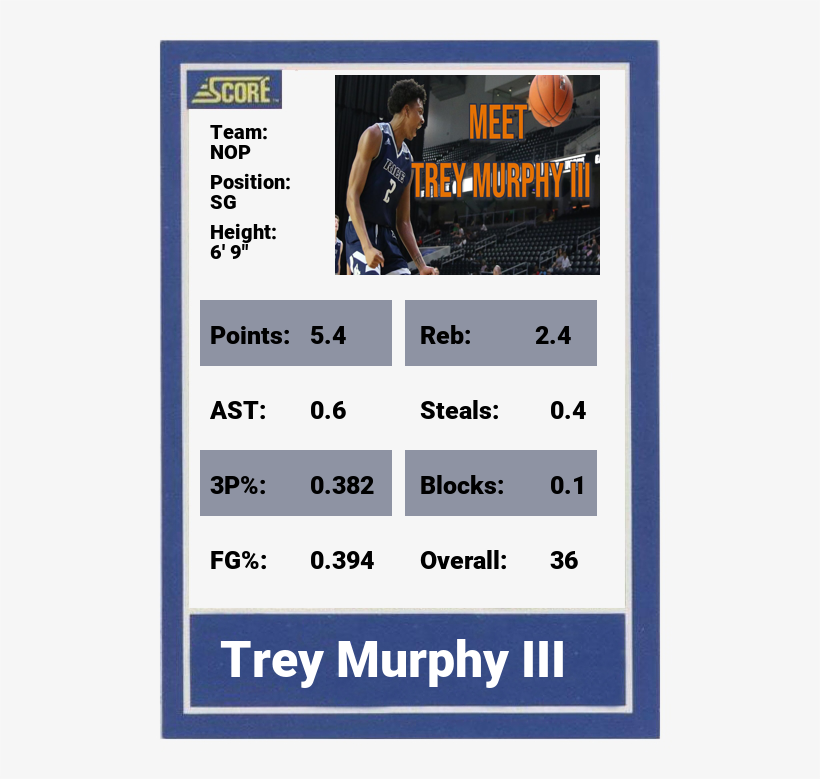 SCORE
Team:
NOP
Position:
SG
Height:
6' 9"
MEET
TREY MURPHY III
RICE
2
Points: 5.4 Reb: 2.4
AST: 0.6 Steals: 0.4
3P%: 0.382 Blocks: 0.1
FG%: 0.394 Overall: 36
Trey Murphy III